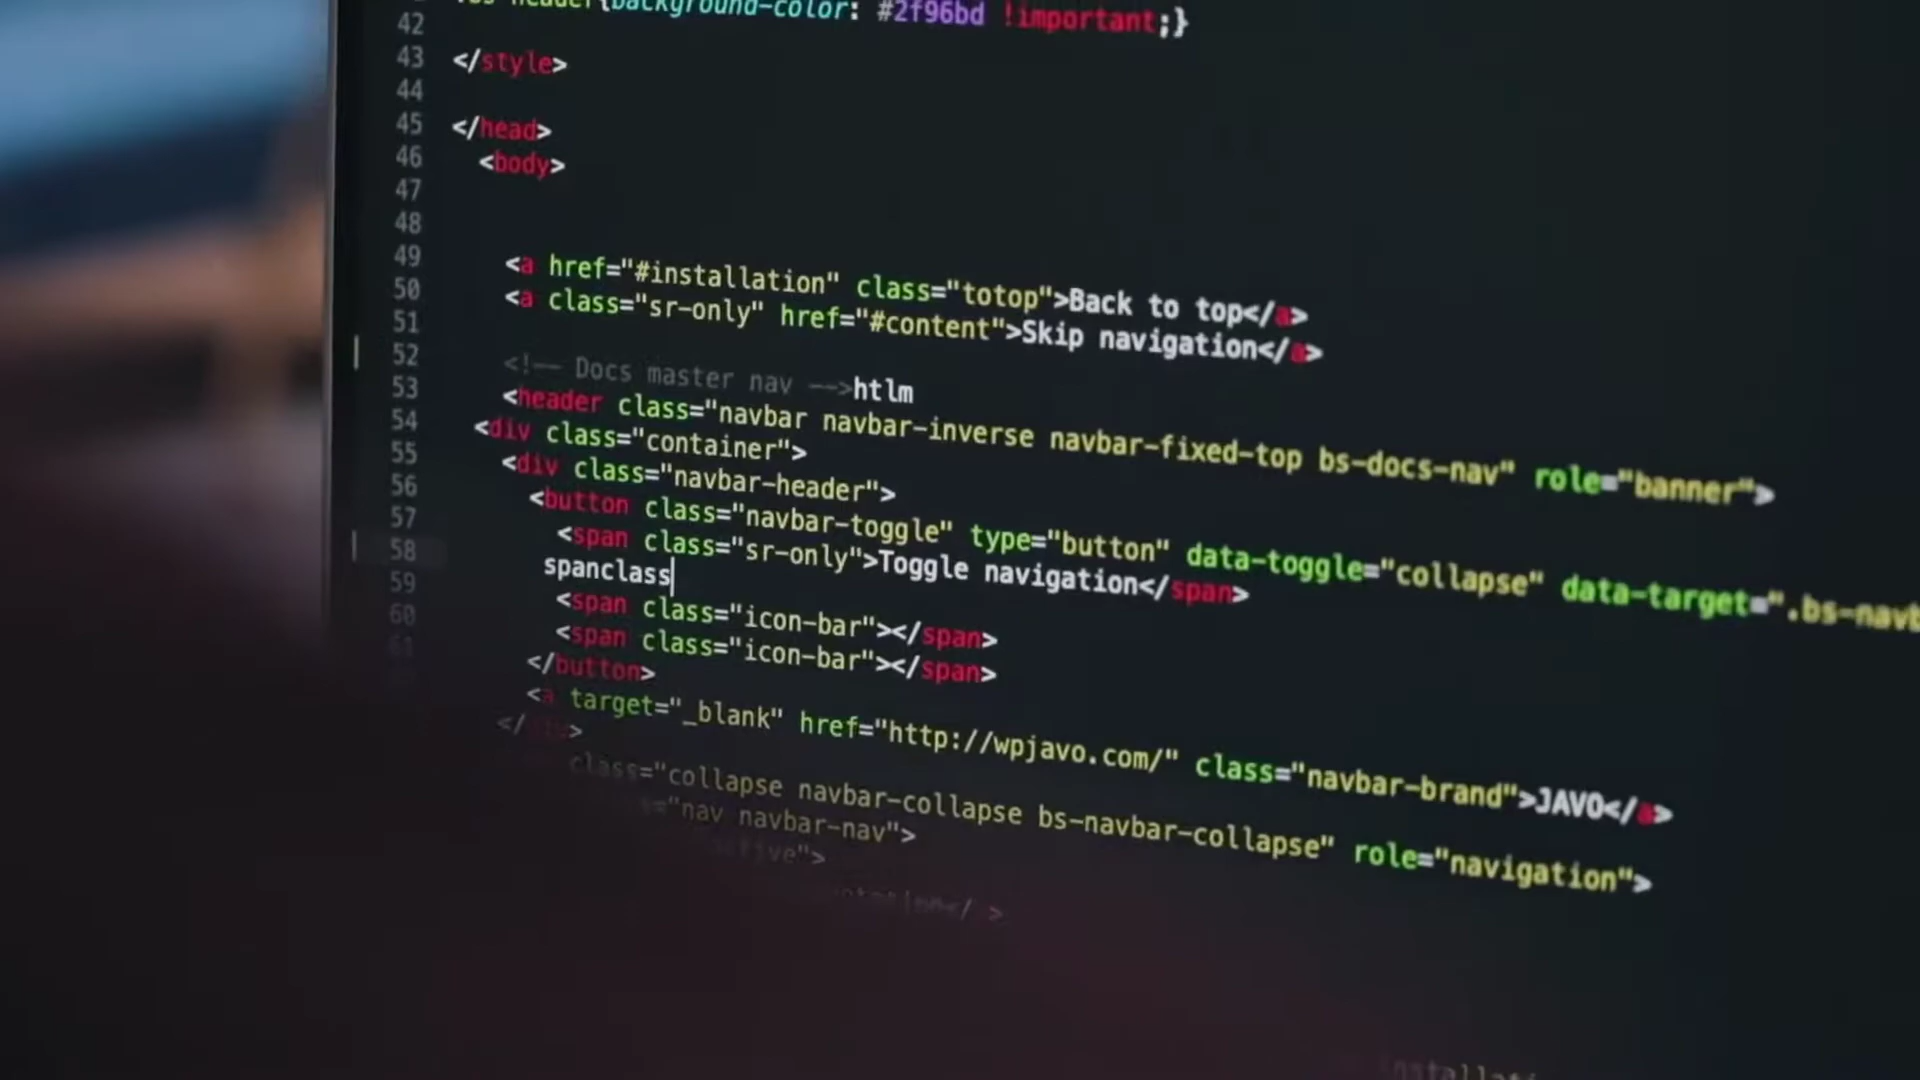 42 header{background-color: #2f96bd !important;}
43 </style>
44
45 </head>
46 <body>
47
48
49 <a href="#installation" class="totop">Back to top</a>
50 <a class="sr-only" href="#content">Skip navigation</a>
51
52 <!-- Docs master nav -->htlm
53 <header class="navbar navbar-inverse navbar-fixed-top bs-docs-nav" role="banner">
54 <div class="container">
55 <div class="navbar-header">
56 <button class="navbar-toggle" type="button" data-toggle="collapse" data-target=".bs-navb
57 <span class="sr-only">Toggle navigation</span>
58 spanclass
59 <span class="icon-bar"></span>
60 <span class="icon-bar"></span>
61 </button>
<a target="_blank" href="http://wpjavo.com/" class="navbar-brand">JAVO</a>
</div>
class="collapse navbar-collapse bs-navbar-collapse" role="navigation">
="nav navbar-nav">